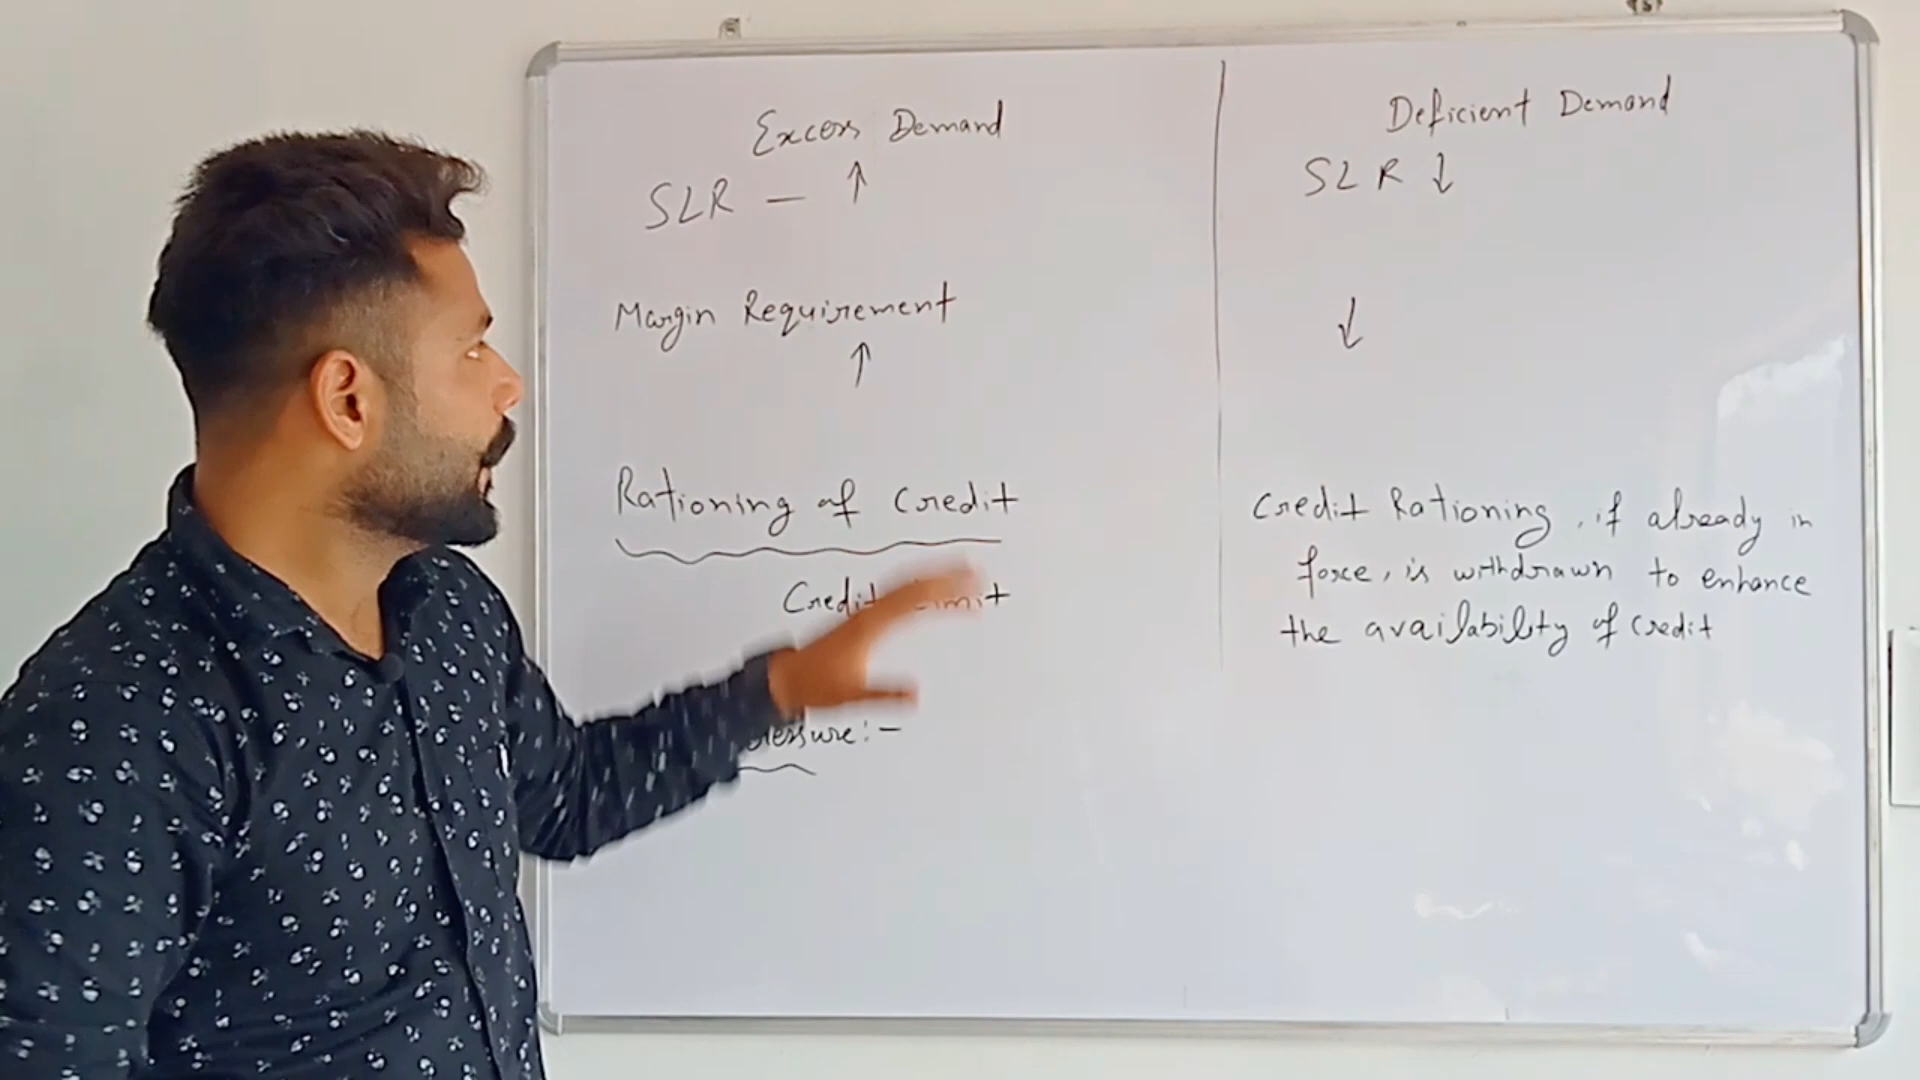 Excess Demand
SLR — ↑
Margin Requirement
↑
Rationing of Credit
Credit Limit
:-
Deficient Demand
SLR ↓
↓
Credit Rationing, if already in
force, is withdrawn to enhance
the availability of credit